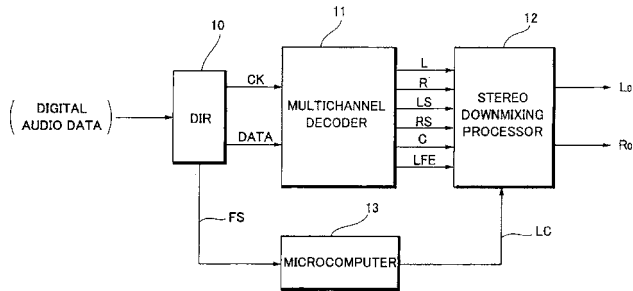 10
11
12
13
( DIGITAL
AUDIO DATA )
DIR
CK
DATA
FS
MULTICHANNEL
DECODER
L
R
LS
RS
C
LFE
STEREO
DOWNMIXING
PROCESSOR
Lo
Ro
MICROCOMPUTER
LC